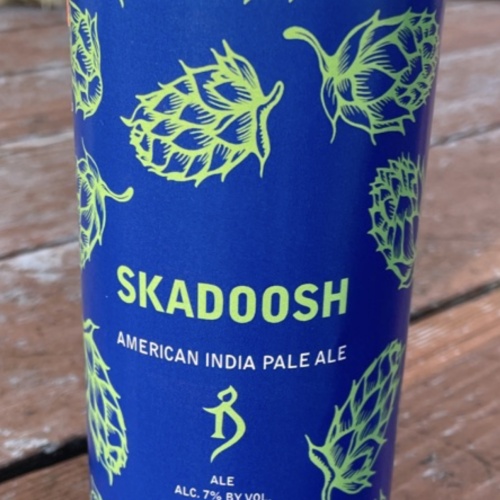 SKADOOSH
AMERICAN INDIA PALE ALE
ALE
ALC. 7% BY VOL.